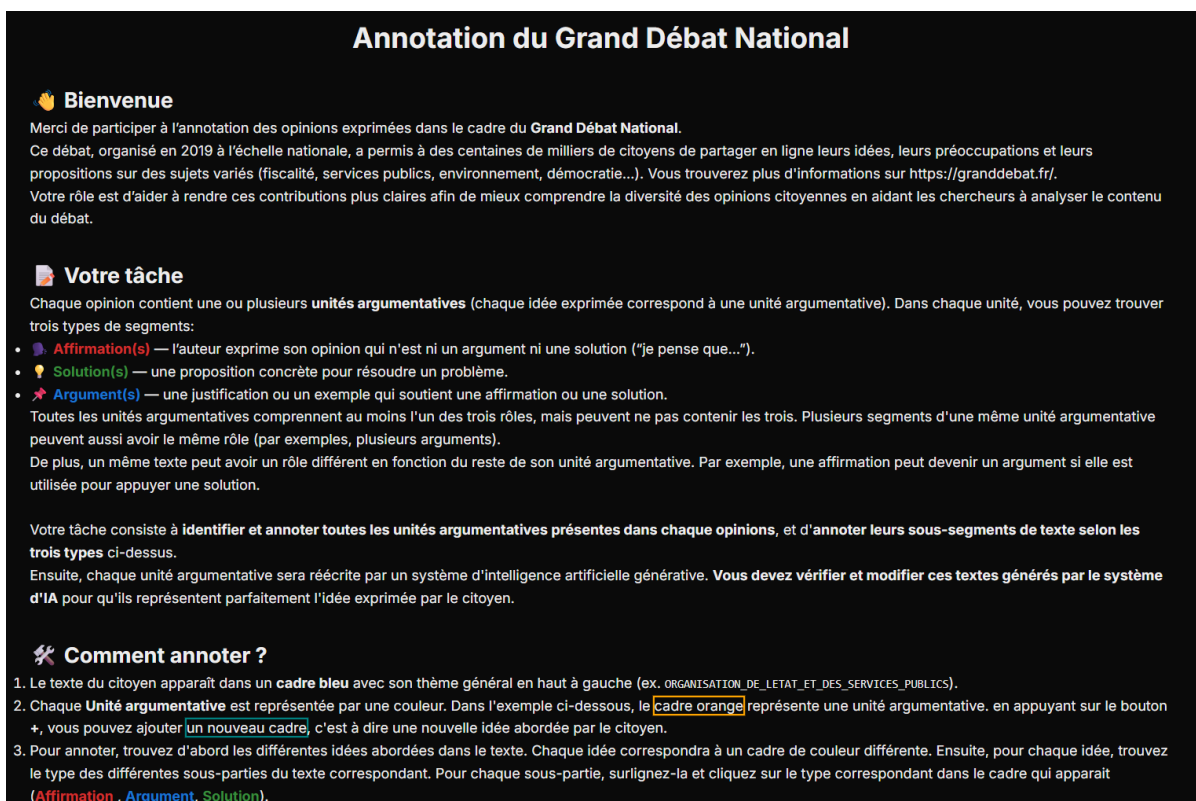 Annotation du Grand Débat National
👋 Bienvenue
Merci de participer à l’annotation des opinions exprimées dans le cadre du Grand Débat National.
Ce débat, organisé en 2019 à l’échelle nationale, a permis à des centaines de milliers de citoyens de partager en ligne leurs idées, leurs préoccupations et leurs
propositions sur des sujets variés (fiscalité, services publics, environnement, démocratie...). Vous trouverez plus d'informations sur https://granddebat.fr/.
Votre rôle est d’aider à rendre ces contributions plus claires afin de mieux comprendre la diversité des opinions citoyennes en aidant les chercheurs à analyser le contenu
du débat.
📝 Votre tâche
Chaque opinion contient une ou plusieurs unités argumentatives (chaque idée exprimée correspond à une unité argumentative). Dans chaque unité, vous pouvez trouver
trois types de segments:
• 🗣 Affirmation(s) — l’auteur exprime son opinion qui n'est ni un argument ni une solution (“je pense que...”).
• 💡 Solution(s) — une proposition concrète pour résoudre un problème.
• 📌 Argument(s) — une justification ou un exemple qui soutient une affirmation ou une solution.
Toutes les unités argumentatives comprennent au moins l'un des trois rôles, mais peuvent ne pas contenir les trois. Plusieurs segments d'une même unité argumentative
peuvent aussi avoir le même rôle (par exemples, plusieurs arguments).
De plus, un même texte peut avoir un rôle différent en fonction du reste de son unité argumentative. Par exemple, une affirmation peut devenir un argument si elle est
utilisée pour appuyer une solution.
Votre tâche consiste à identifier et annoter toutes les unités argumentatives présentes dans chaque opinions, et d'annoter leurs sous-segments de texte selon les
trois types ci-dessus.
Ensuite, chaque unité argumentative sera réécrite par un système d'intelligence artificielle générative. Vous devez vérifier et modifier ces textes générés par le système
d'IA pour qu'ils représentent parfaitement l'idée exprimée par le citoyen.
🛠 Comment annoter ?
1. Le texte du citoyen apparaît dans un cadre bleu avec son thème général en haut à gauche (ex. ORGANISATION_DE_LETAT_ET_DES_SERVICES_PUBLICS).
2. Chaque Unité argumentative est représentée par une couleur. Dans l'exemple ci-dessous, le cadre orange représente une unité argumentative. en appuyant sur le bouton
+, vous pouvez ajouter un nouveau cadre, c'est à dire une nouvelle idée abordée par le citoyen.
3. Pour annoter, trouvez d'abord les différentes idées abordées dans le texte. Chaque idée correspondra à un cadre de couleur différente. Ensuite, pour chaque idée, trouvez
le type des différentes sous-parties du texte correspondant. Pour chaque sous-partie, surlignez-la et cliquez sur le type correspondant dans le cadre qui apparait
(Affirmation , Argument, Solution).